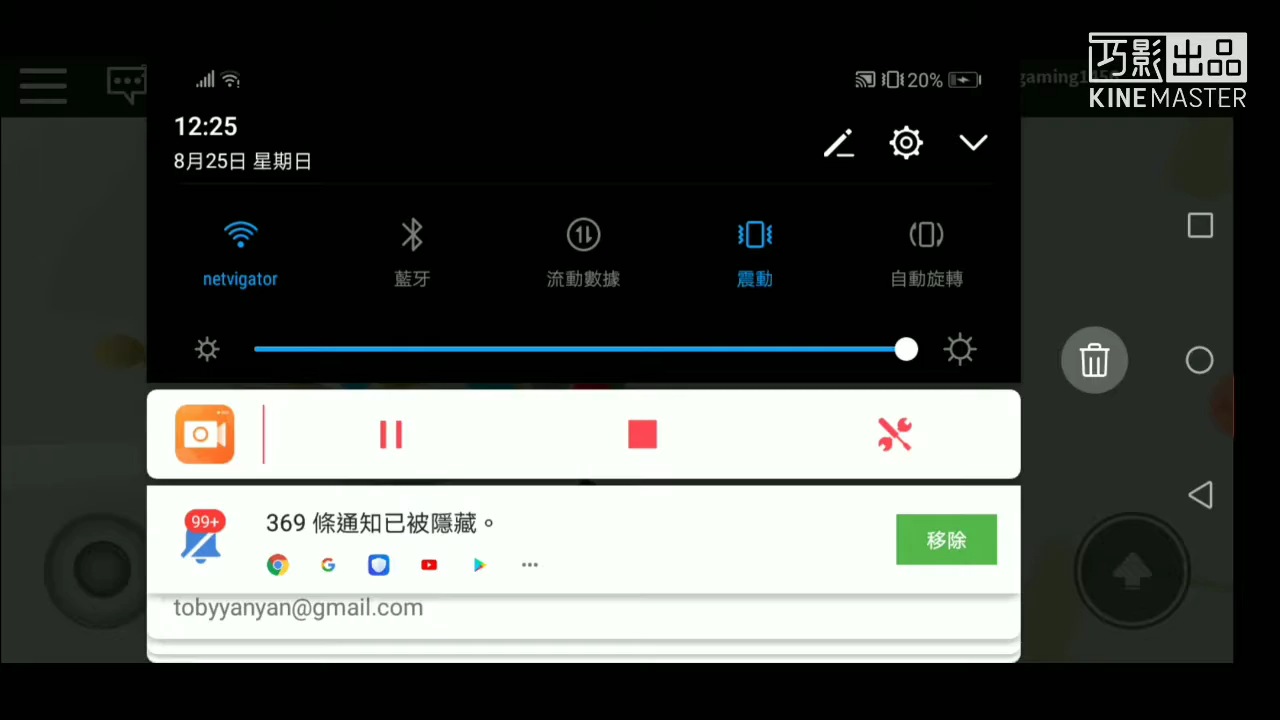 巧影出品
KINEMASTER
gaming1456
20%
12:25
8月25日 星期日
netvigator
藍牙
流動數據
震動
自動旋轉
99+
369 條通知已被隱藏。
移除
tobyyanyan@gmail.com